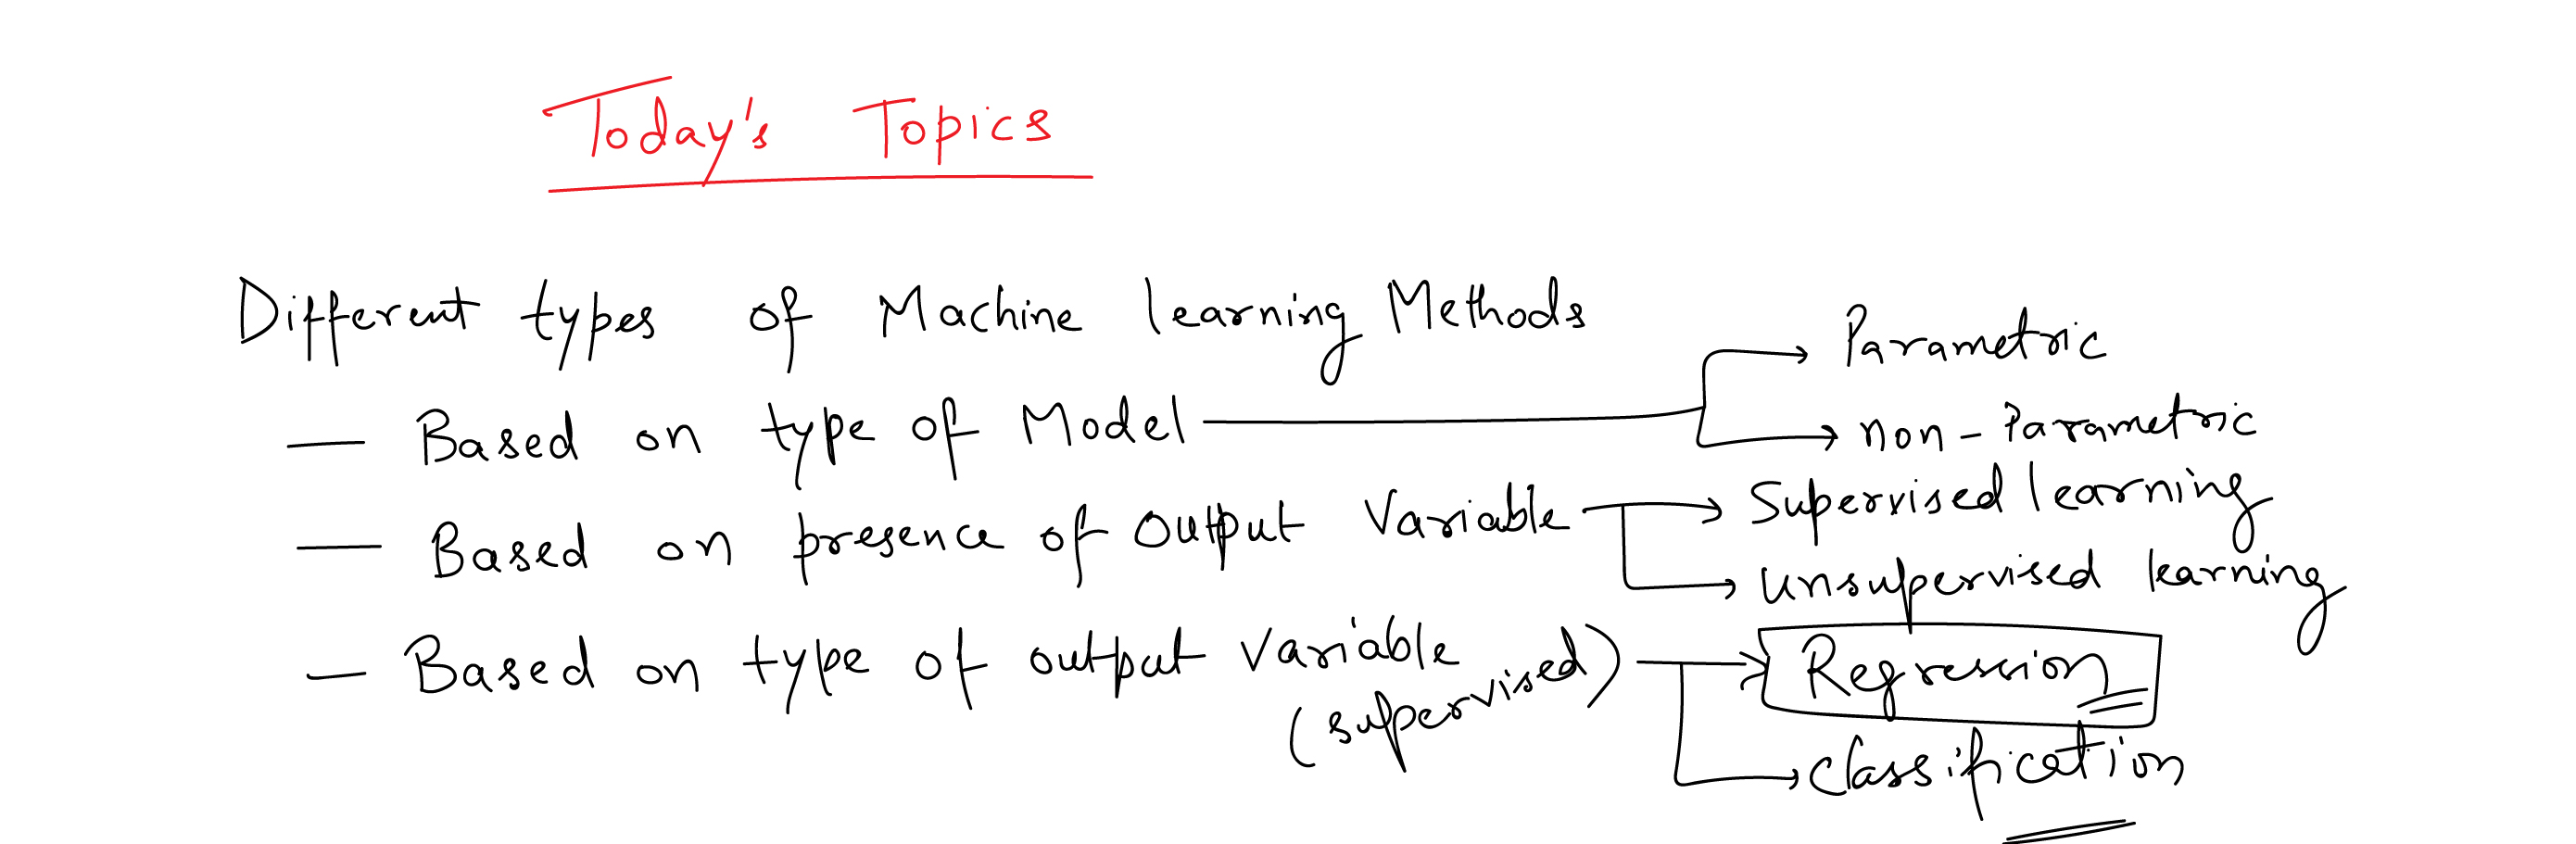 Today's Topics
Different types of Machine learning Methods
— Based on type of Model
Parametric
non-Parametric
— Based on presence of output Variable
Supervised learning
unsupervised learning
— Based on type of output variable
(supervised)
Regression
classification